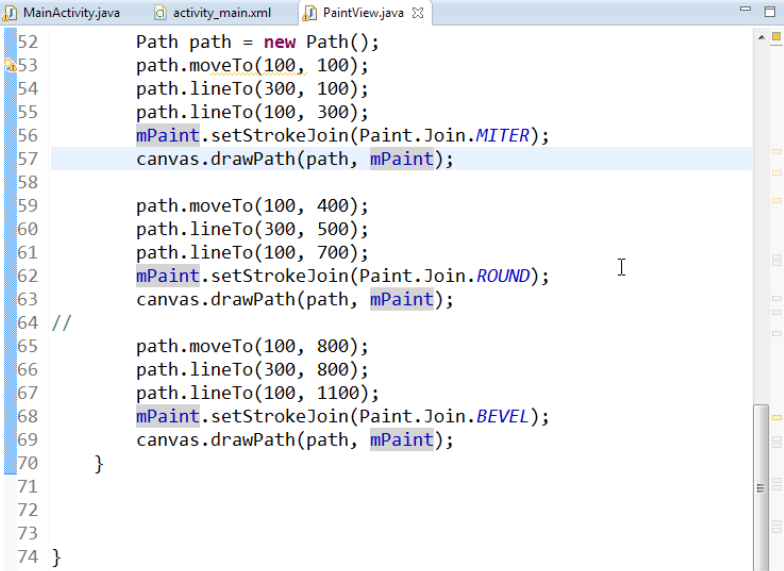 MainActivity.java activity_main.xml PaintView.java
52 Path path = new Path();
53 path.moveTo(100, 100);
54 path.lineTo(300, 100);
55 path.lineTo(100, 300);
56 mPaint.setStrokeJoin(Paint.Join.MITER);
57 canvas.drawPath(path, mPaint);
58
59 path.moveTo(100, 400);
60 path.lineTo(300, 500);
61 path.lineTo(100, 700);
62 mPaint.setStrokeJoin(Paint.Join.ROUND);
63 canvas.drawPath(path, mPaint);
64 //
65 path.moveTo(100, 800);
66 path.lineTo(300, 800);
67 path.lineTo(100, 1100);
68 mPaint.setStrokeJoin(Paint.Join.BEVEL);
69 canvas.drawPath(path, mPaint);
70 }
71
72
73
74 }